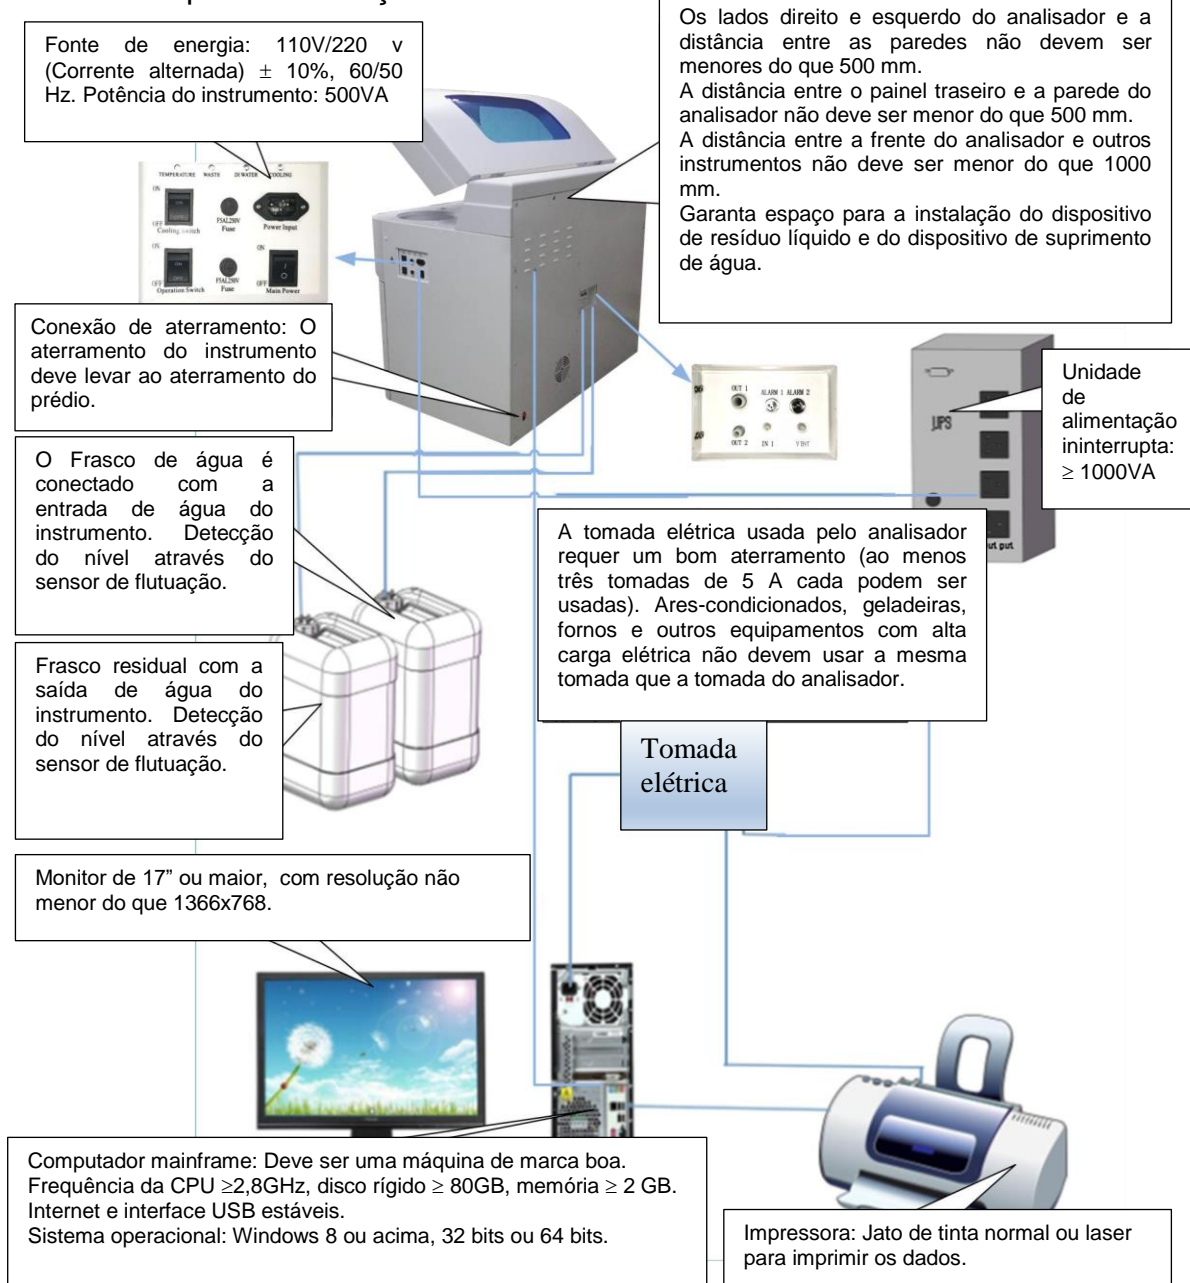 Os lados direito e esquerdo do analisador e a
distância entre as paredes não devem ser
menores do que 500 mm.
A distância entre o painel traseiro e a parede do
analisador não deve ser menor do que 500 mm.
A distância entre a frente do analisador e outros
instrumentos não deve ser menor do que 1000
mm.
Garanta espaço para a instalação do dispositivo
de resíduo líquido e do dispositivo de suprimento
de água.
Fonte de energia: 110V/220 v
(Corrente alternada) ± 10%, 60/50
Hz. Potência do instrumento: 500VA
TEMPERATURE WASTE DI WATER COOLING
ON
ON
OFF
OFF
Cooling switch
F5AL250V
Fuse
Power Input
ON
ON
OFF
OFF
Operation Switch
F5AL250V
Fuse
ON
OFF
Main Power
Conexão de aterramento: O
aterramento do instrumento
deve levar ao aterramento do
prédio.
OUT 1
ALARM 1 ALARM 2
OUT 2
IN 1
VENT
UPS
Unidade
de
alimentação
ininterrupta:
≥ 1000VA
O Frasco de água é
conectado com a
entrada de água do
instrumento. Detecção
do nível através do
sensor de flutuação.
A tomada elétrica usada pelo analisador
requer um bom aterramento (ao menos
três tomadas de 5 A cada podem ser
usadas). Ares-condicionados, geladeiras,
fornos e outros equipamentos com alta
carga elétrica não devem usar a mesma
tomada que a tomada do analisador.
Frasco residual com a
saída de água do
instrumento. Detecção
do nível através do
sensor de flutuação.
Tomada
elétrica
Monitor de 17” ou maior, com resolução não
menor do que 1366x768.
Computador mainframe: Deve ser uma máquina de marca boa.
Frequência da CPU ≥2,8GHz, disco rígido ≥ 80GB, memória ≥ 2 GB.
Internet e interface USB estáveis.
Sistema operacional: Windows 8 ou acima, 32 bits ou 64 bits.
Impressora: Jato de tinta normal ou laser
para imprimir os dados.